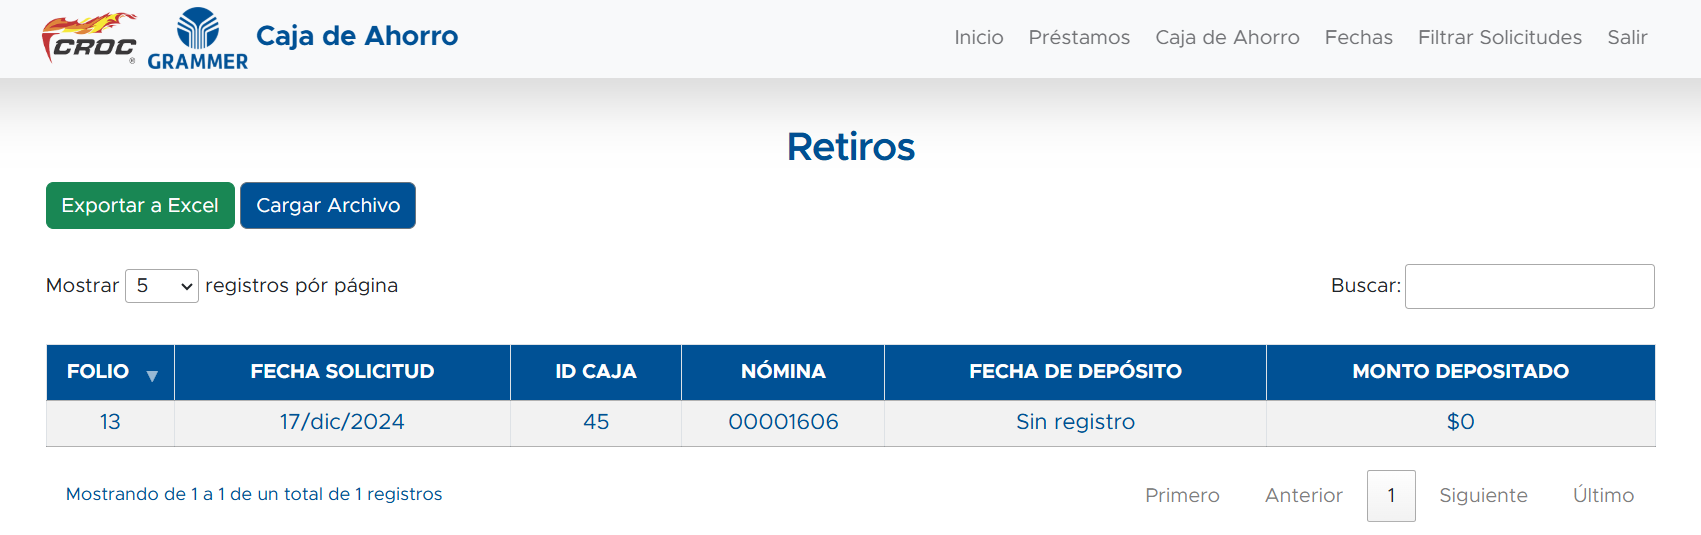 CROC ® GRAMMER Caja de Ahorro Inicio Préstamos Caja de Ahorro Fechas Filtrar Solicitudes Salir
Retiros
Exportar a Excel Cargar Archivo
Mostrar 5 registros pór página Buscar:
FOLIO ▼ FECHA SOLICITUD ID CAJA NÓMINA FECHA DE DEPÓSITO MONTO DEPOSITADO
13 17/dic/2024 45 00001606 Sin registro $0
Mostrando de 1 a 1 de un total de 1 registros Primero Anterior 1 Siguiente Último